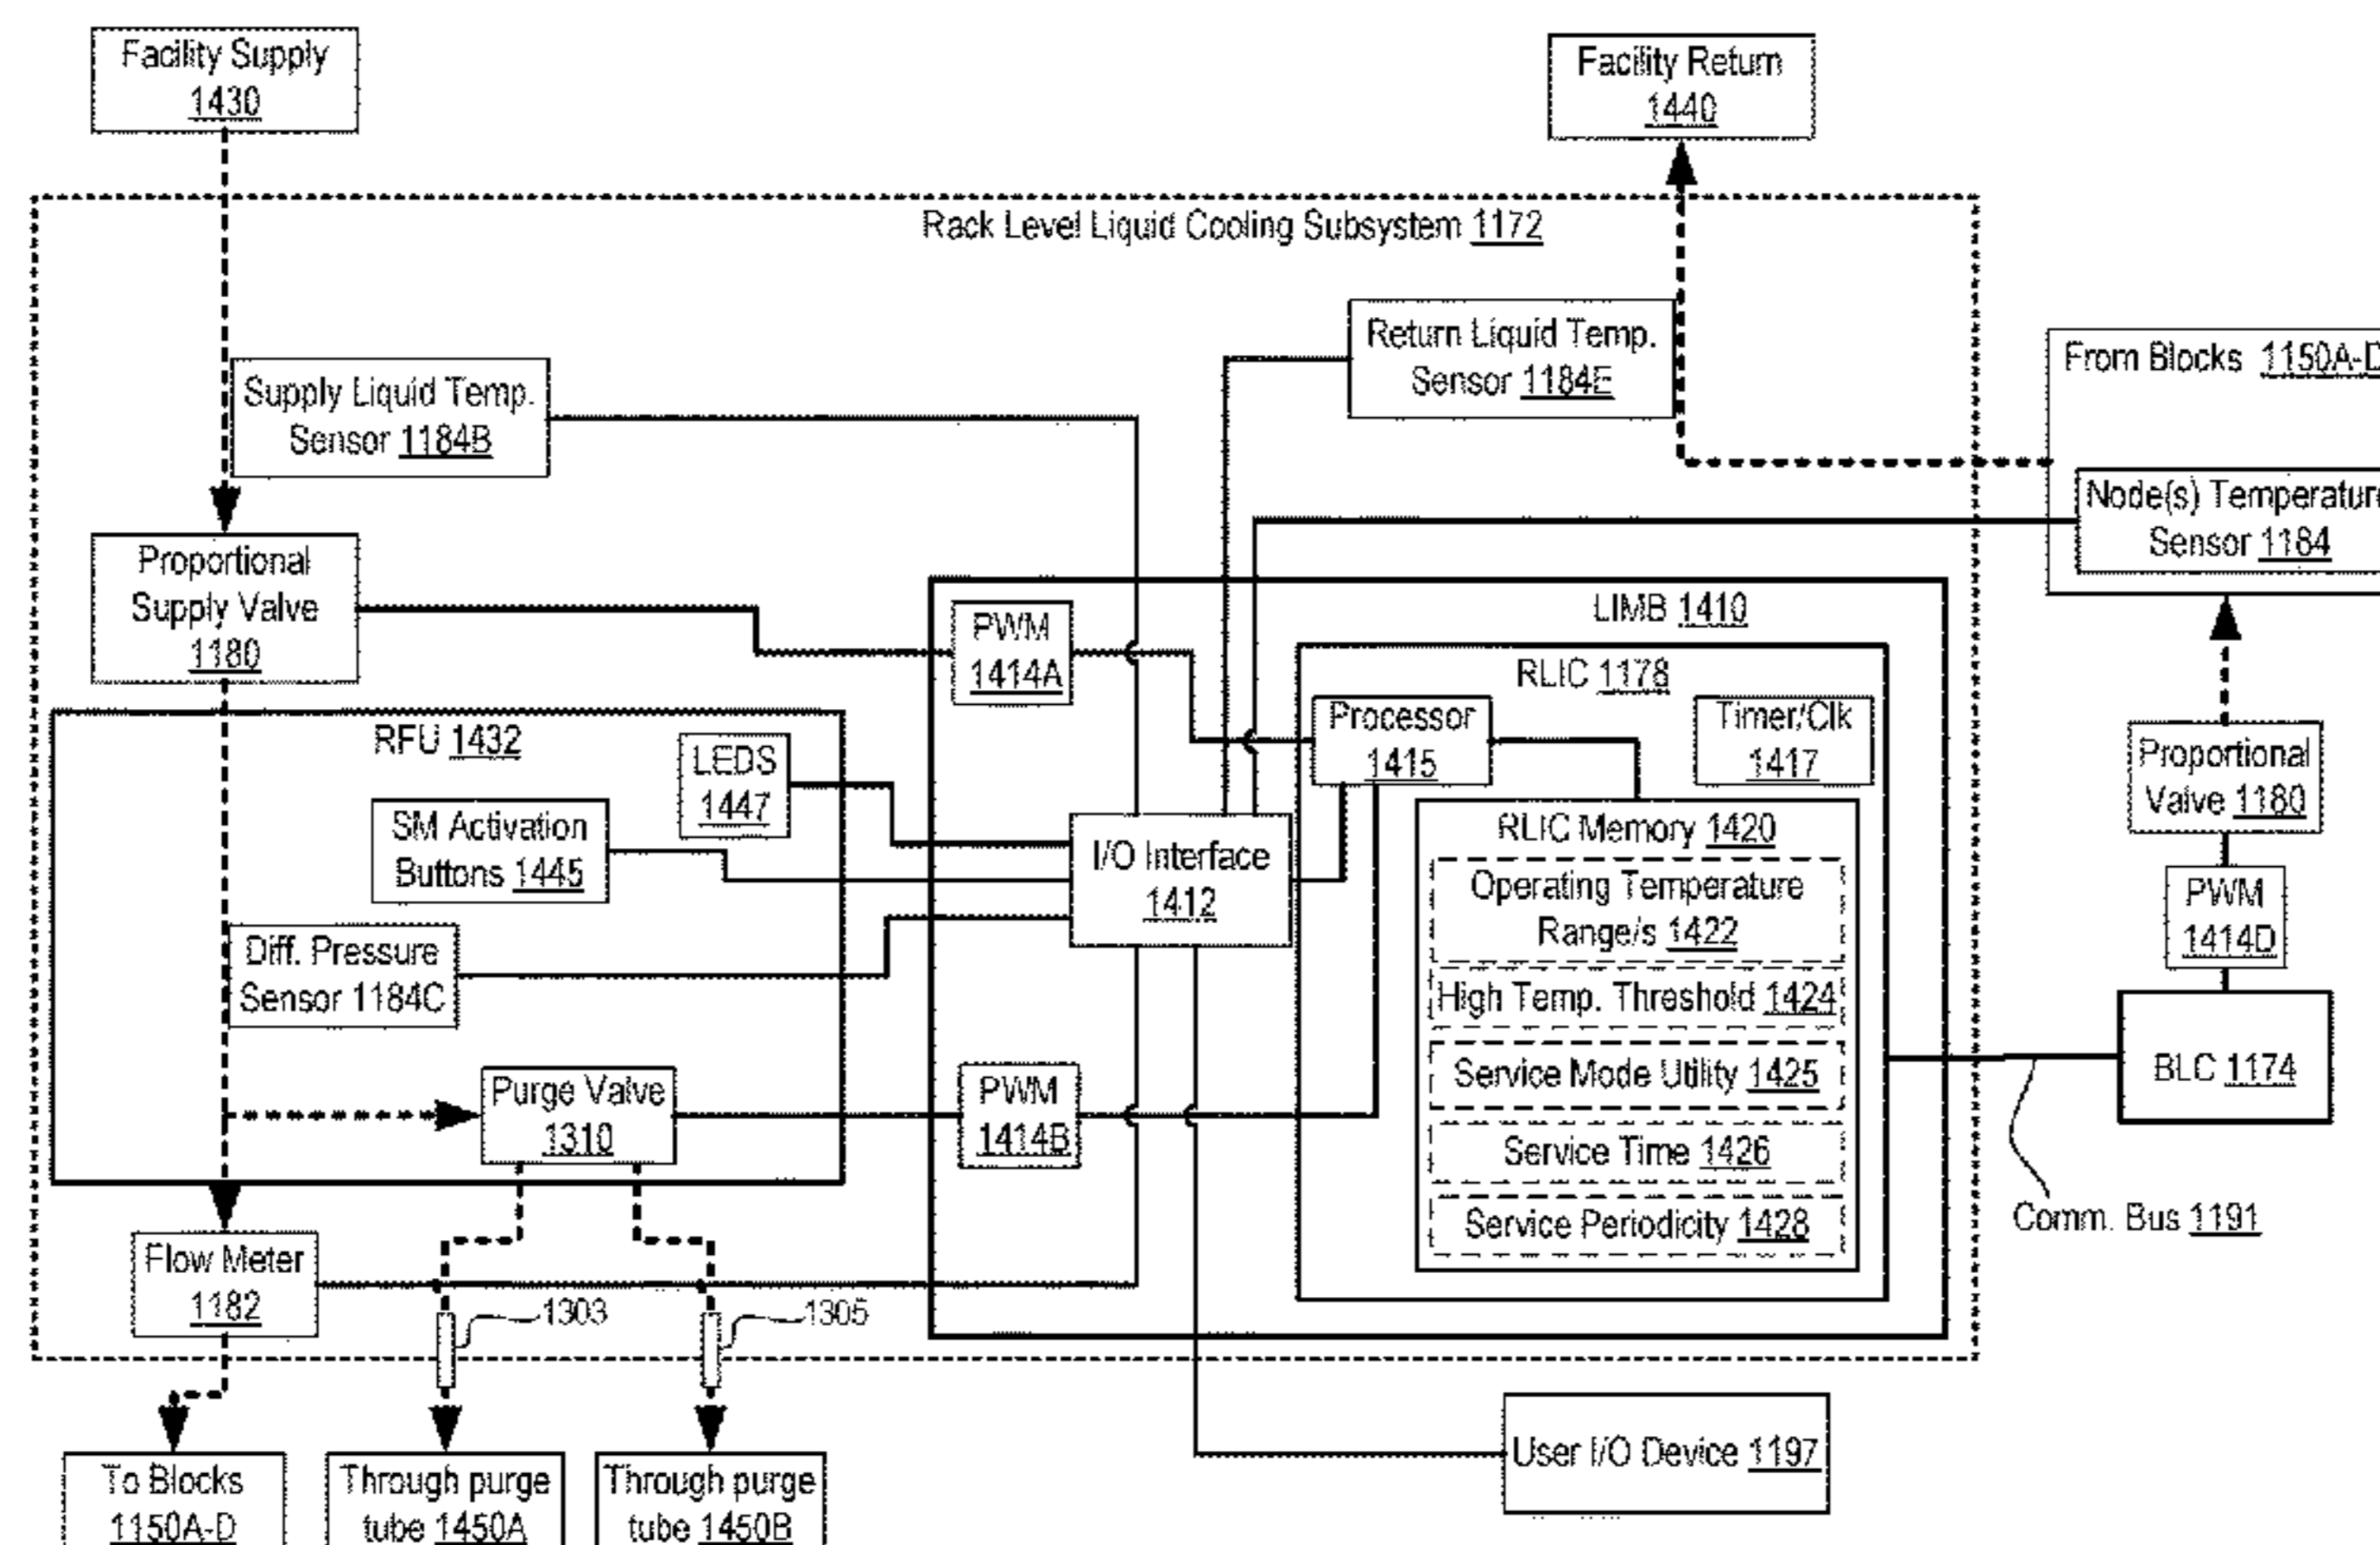 Facility Supply
1430
Facility Return
1440
Rack Level Liquid Cooling Subsystem 1172
Return Liquid Temp.
Sensor 1184E
From Blocks 1150A-D
Supply Liquid Temp.
Sensor 1184B
Node(s) Temperature
Sensor 1184
Proportional
Supply Valve
1180
LIMB 1410
PWM
1414A
RLIC 1178
Processor
1415
Timer/Clk
1417
RFU 1432
LEDS
1447
Proportional
Valve 1180
SM Activation
Buttons 1445
I/O Interface
1412
RLIC Memory 1420
Operating Temperature
Range/s 1422
High Temp. Threshold 1424
Service Mode Utility 1425
Service Time 1426
Service Periodicity 1428
PWM
1414D
Diff. Pressure
Sensor 1184C
BLC 1174
Purge Valve
1310
PWM
1414B
Comm. Bus 1191
Flow Meter
1182
1303
1305
User I/O Device 1197
To Blocks
1150A-D
Through purge
tube 1450A
Through purge
tube 1450B